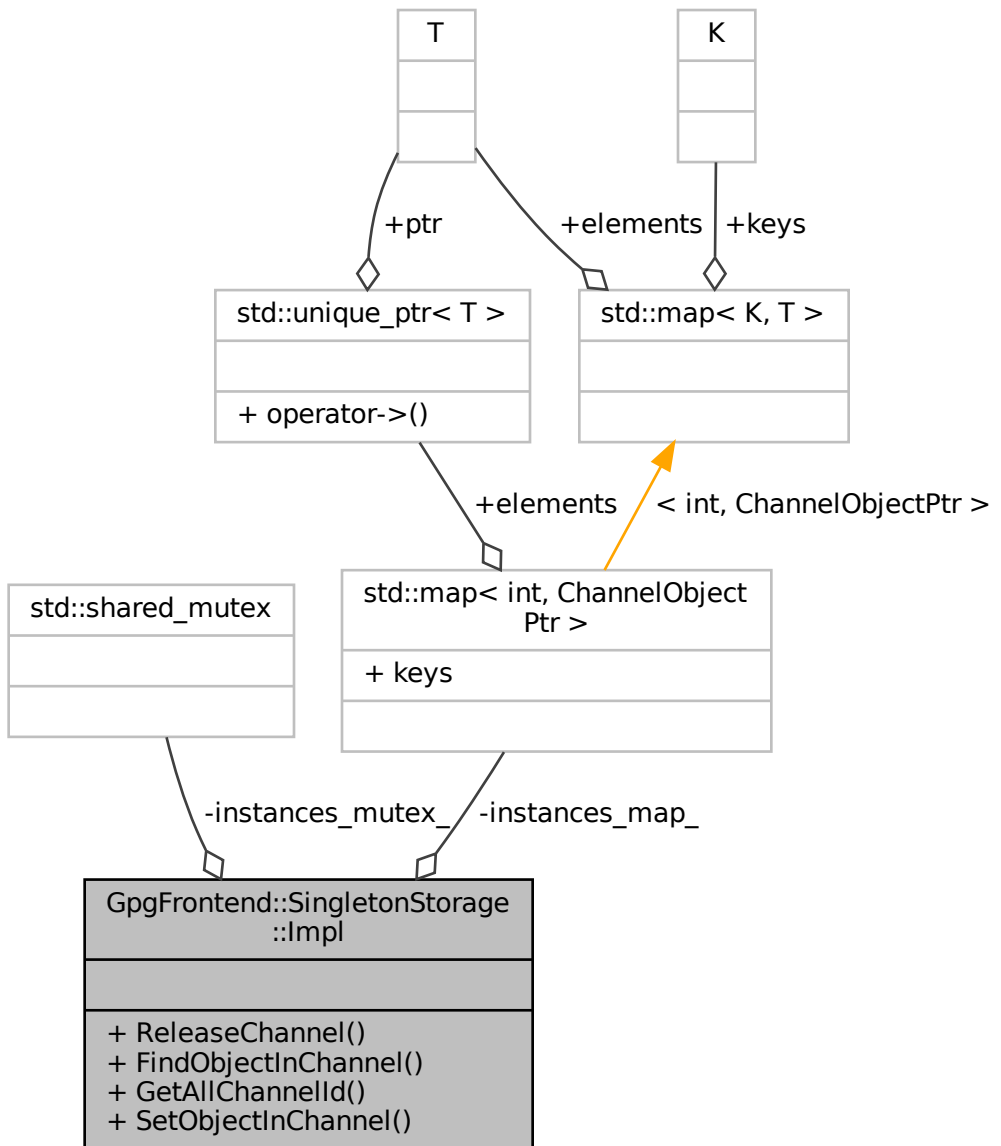 T
K
+ptr
+elements
+keys
std::unique_ptr< T >
+ operator->()
std::map< K, T >
+elements
< int, ChannelObjectPtr >
std::shared_mutex
std::map< int, ChannelObject
Ptr >
+ keys
-instances_mutex_
-instances_map_
GpgFrontend::SingletonStorage
::Impl
+ ReleaseChannel()
+ FindObjectInChannel()
+ GetAllChannelId()
+ SetObjectInChannel()